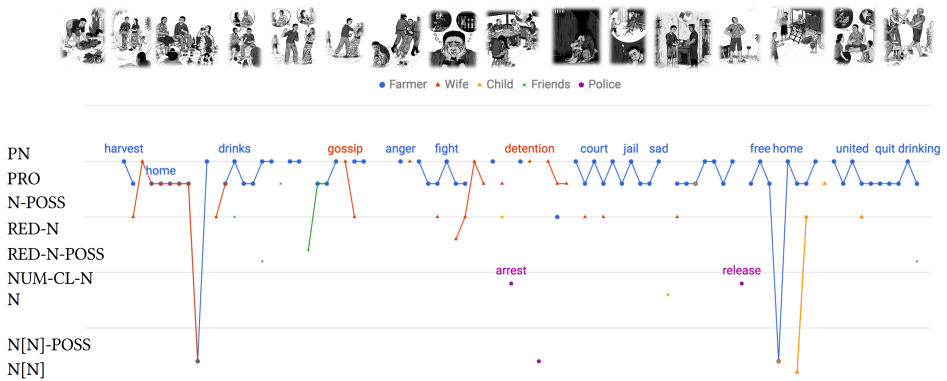 Farmer Wife Child Friends Police
harvest drinks gossip anger fight detention court jail sad free home united quit drinking
PN
home
PRO
N-POSS
RED-N
RED-N-POSS
arrest release
NUM-CL-N
N
N[N]-POSS
N[N]